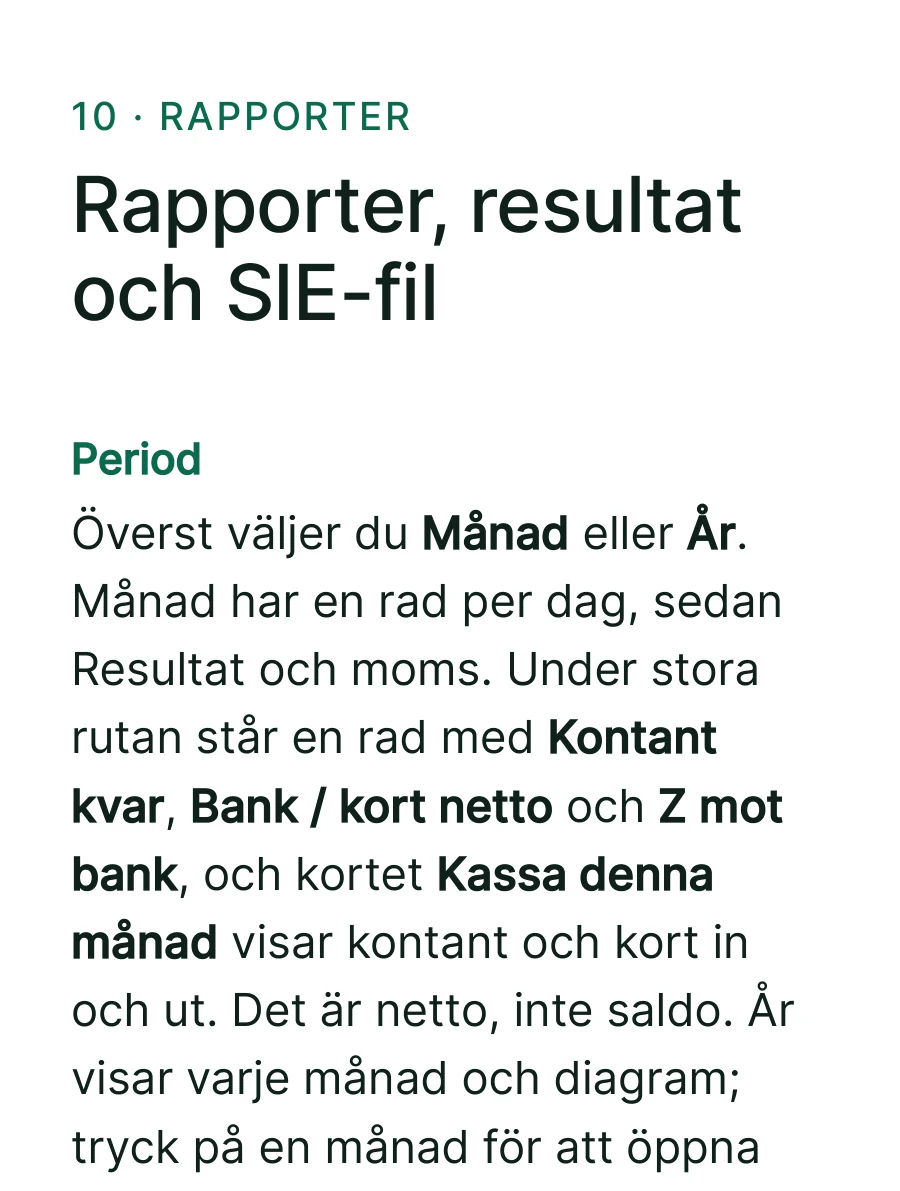 10 · RAPPORTER
Rapporter, resultat
och SIE-fil
Period
Överst väljer du Månad eller År.
Månad har en rad per dag, sedan
Resultat och moms. Under stora
rutan står en rad med Kontant
kvar, Bank / kort netto och Z mot
bank, och kortet Kassa denna
månad visar kontant och kort in
och ut. Det är netto, inte saldo. År
visar varje månad och diagram;
tryck på en månad för att öppna